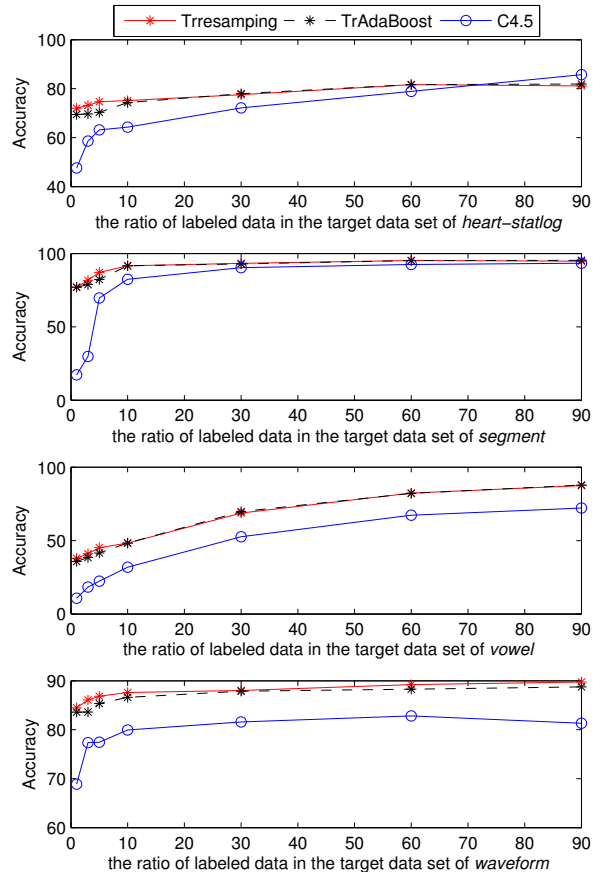 Trresampling TrAdaBoost C4.5
100
80
60
40
Accuracy
0 10 20 30 40 50 60 70 80 90
the ratio of labeled data in the target data set of heart−statlog
100
50
0
Accuracy
0 10 20 30 40 50 60 70 80 90
the ratio of labeled data in the target data set of segment
100
50
0
Accuracy
0 10 20 30 40 50 60 70 80 90
the ratio of labeled data in the target data set of vowel
90
80
70
60
Accuracy
0 10 20 30 40 50 60 70 80 90
the ratio of labeled data in the target data set of waveform